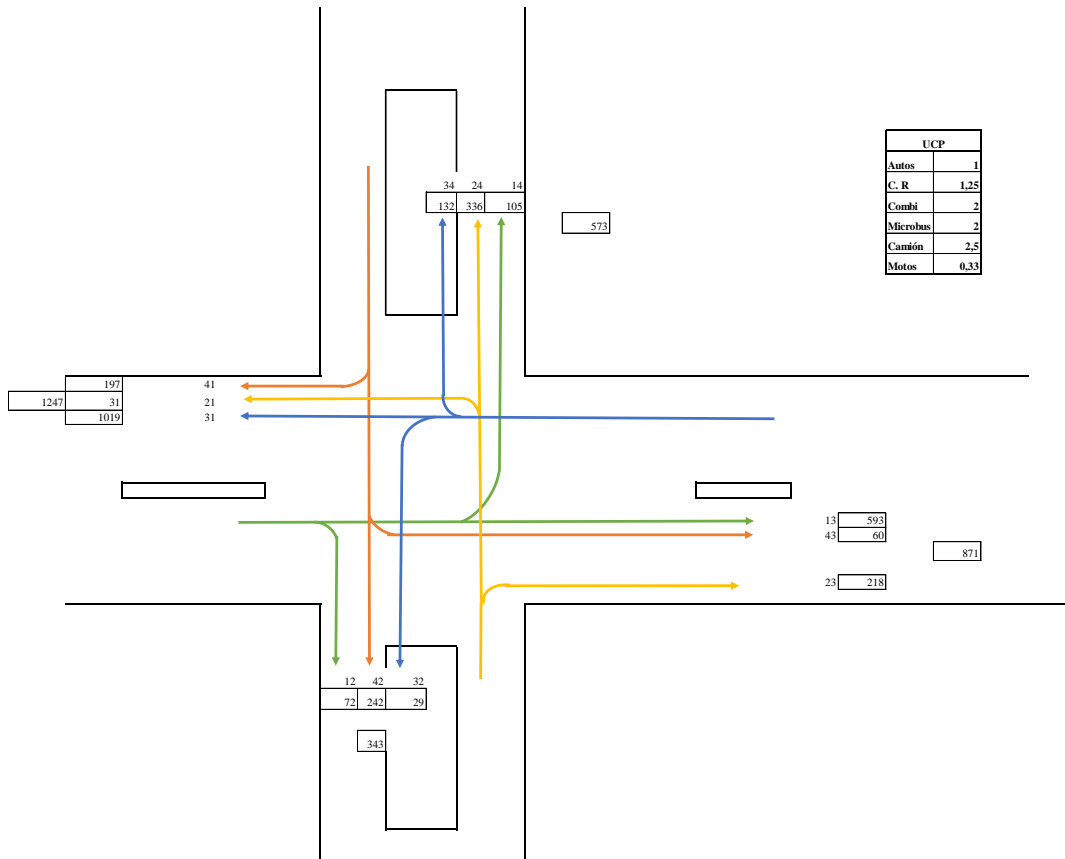 UCP
Autos 1
C. R 1,25
Combi 2
Microbus 2
Camión 2,5
Motos 0,33
34 24 14
132 336 105
573
197 41
1247 31 21
1019 31
13 593
43 60
871
23 218
12 42 32
72 242 29
343